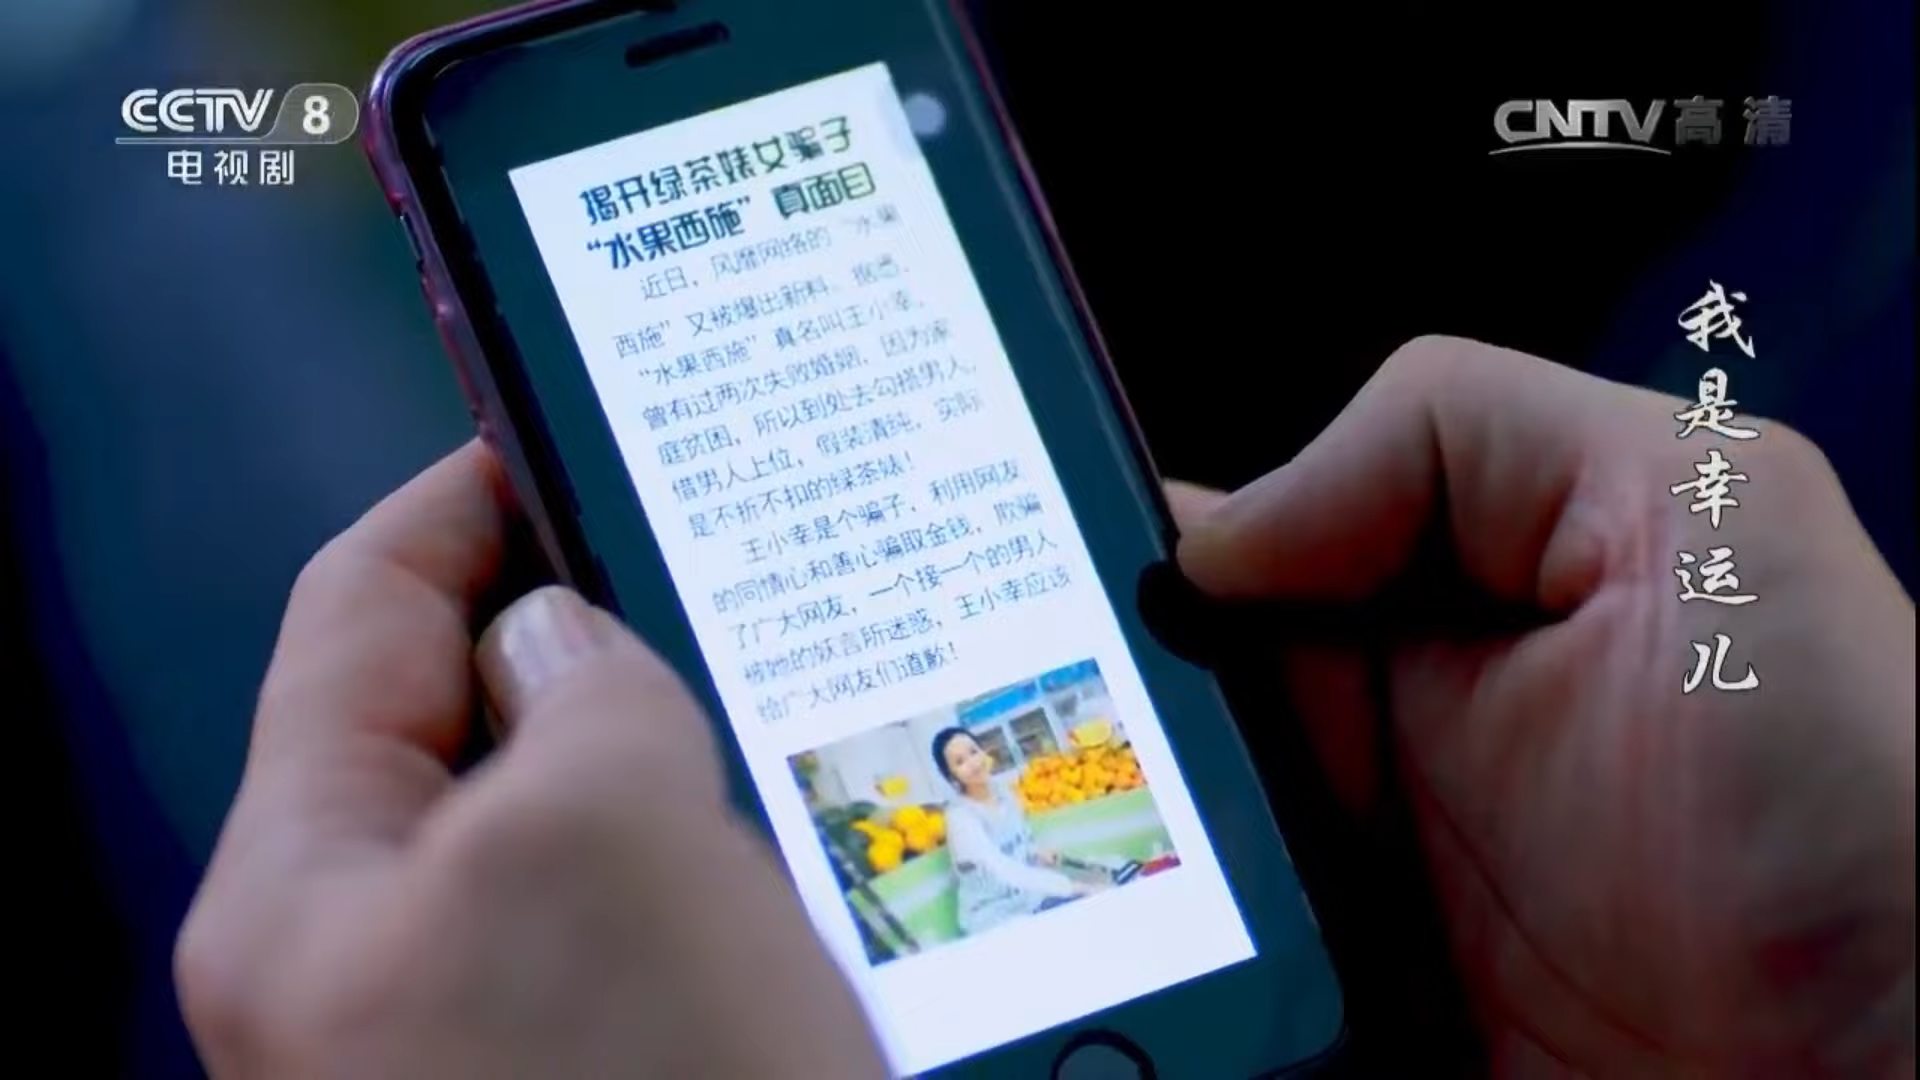 CCTV 8
电视剧
CNTV高清
我是幸运儿
揭开绿茶婊女骗子
“水果西施”真面目
近日，风靡网络的“水果
西施”又被爆出新料。据悉，
“水果西施”真名叫王小幸，
曾有过两次失败婚姻，因为家
庭贫困，所以到处去勾搭男人，
借男人上位，假装清纯，实际
是不折不扣的绿茶婊！
王小幸是个骗子，利用网友
的同情心和善心骗取金钱，欺骗
了广大网友，一个接一个的男人
被她的妖言所迷惑，王小幸应该
给广大网友们道歉！